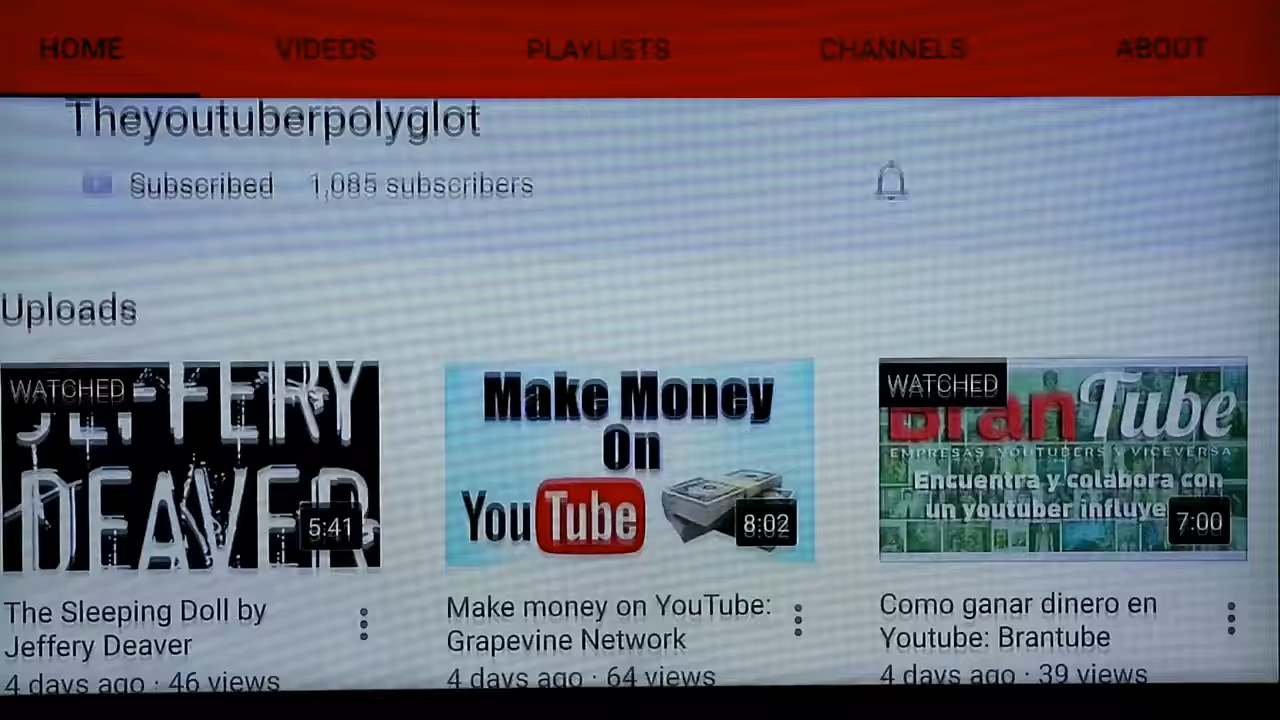 HOME VIDEOS PLAYLISTS CHANNELS ABOUT
Theyoutuberpolyglot
Subscribed 1,085 subscribers
Uploads
WATCHED
JEFFERY
DEAVER
5:41
The Sleeping Doll by
Jeffery Deaver
4 days ago · 46 views
Make Money
On
YouTube
8:02
Make money on YouTube:
Grapevine Network
4 days ago · 64 views
WATCHED
BranTube
EMPRESAS YOUTUBERS Y VICEVERSA
Encuentra y colabora con
un youtuber influye
7:00
Como ganar dinero en
Youtube: Brantube
4 days ago · 39 views